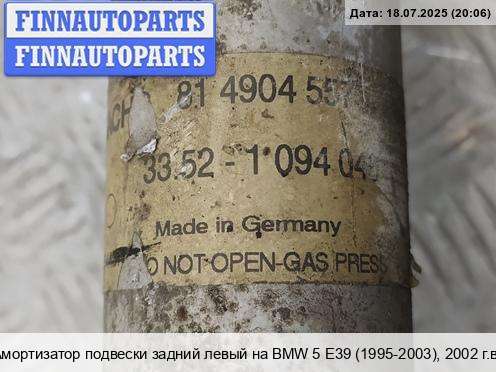 FINNAUTOPARTS
FINNAUTOPARTS
Дата: 18.07.2025 (20:06)
81 4904 55
33.52 - 1 094 04
Made in Germany
NOT OPEN-GAS PRESS
Амортизатор подвески задний левый на BMW 5 E39 (1995-2003), 2002 г.в.